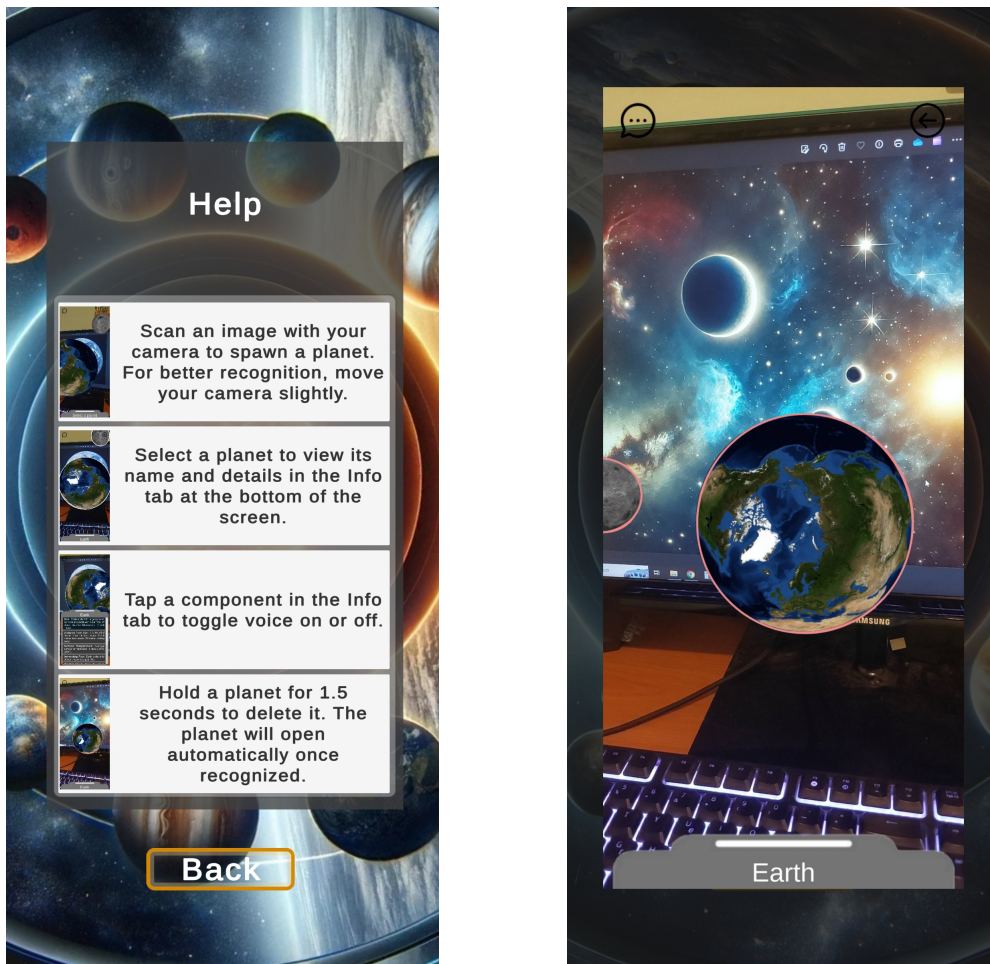 Help
Scan an image with your
camera to spawn a planet.
For better recognition, move
your camera slightly.
Select a planet to view its
name and details in the Info
tab at the bottom of the
screen.
Tap a component in the Info
tab to toggle voice on or off.
Hold a planet for 1.5
seconds to delete it. The
planet will open
automatically once
recognized.
Back
Earth